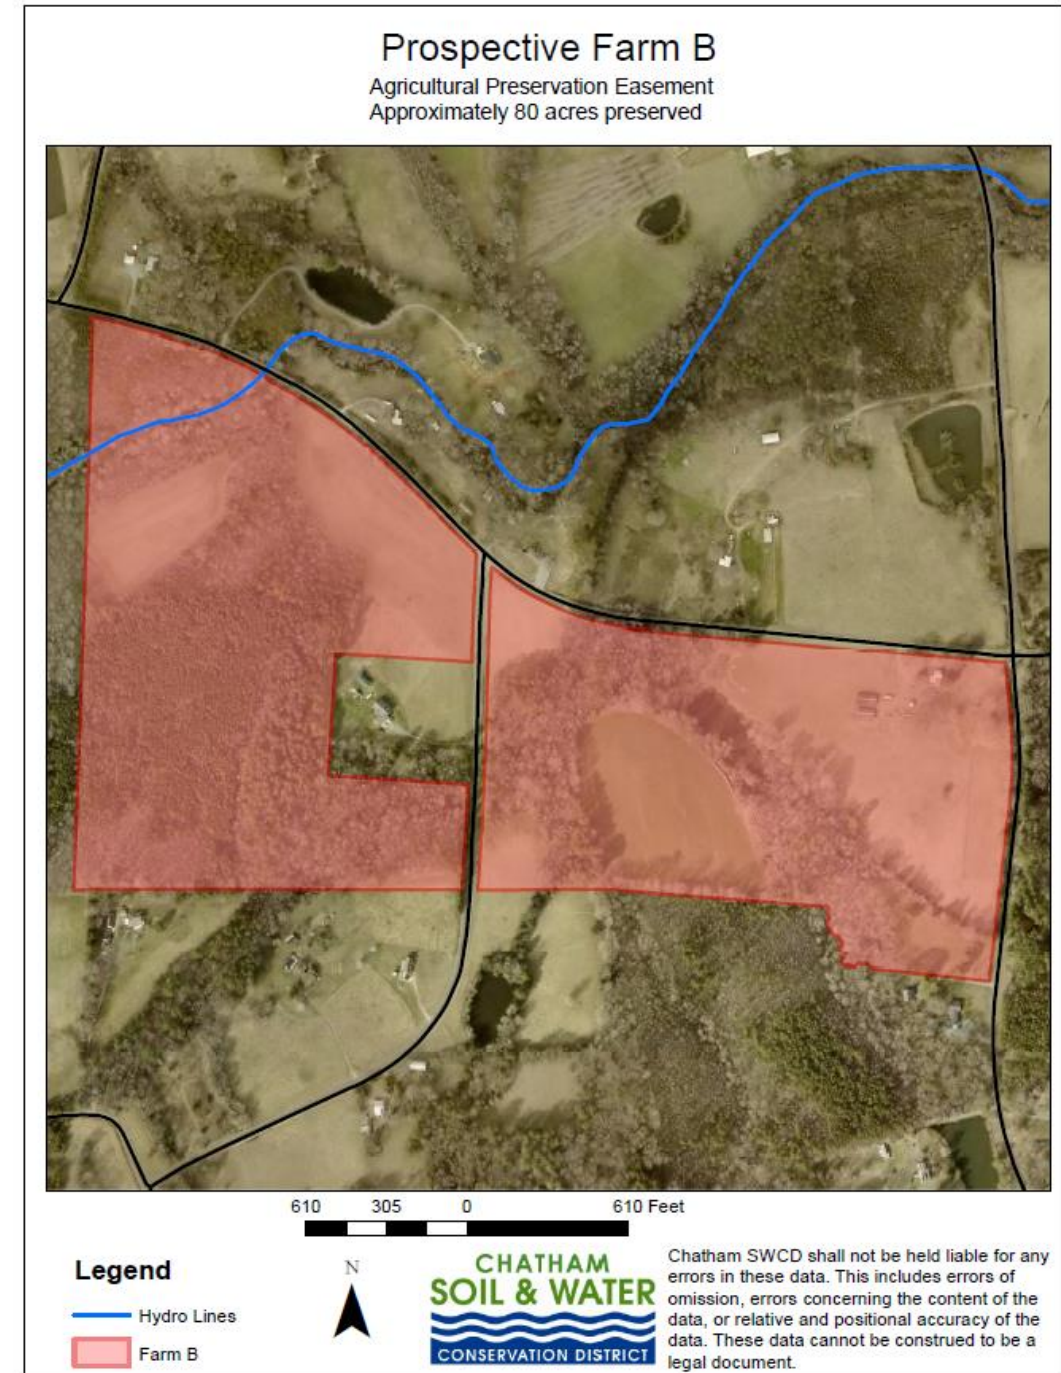 Prospective Farm B
Agricultural Preservation Easement
Approximately 80 acres preserved
610 305 0 610 Feet
Legend
Hydro Lines
Farm B
N
CHATHAM
SOIL & WATER
CONSERVATION DISTRICT
Chatham SWCD shall not be held liable for any
errors in these data. This includes errors of
omission, errors concerning the content of the
data, or relative and positional accuracy of the
data. These data cannot be construed to be a
legal document.